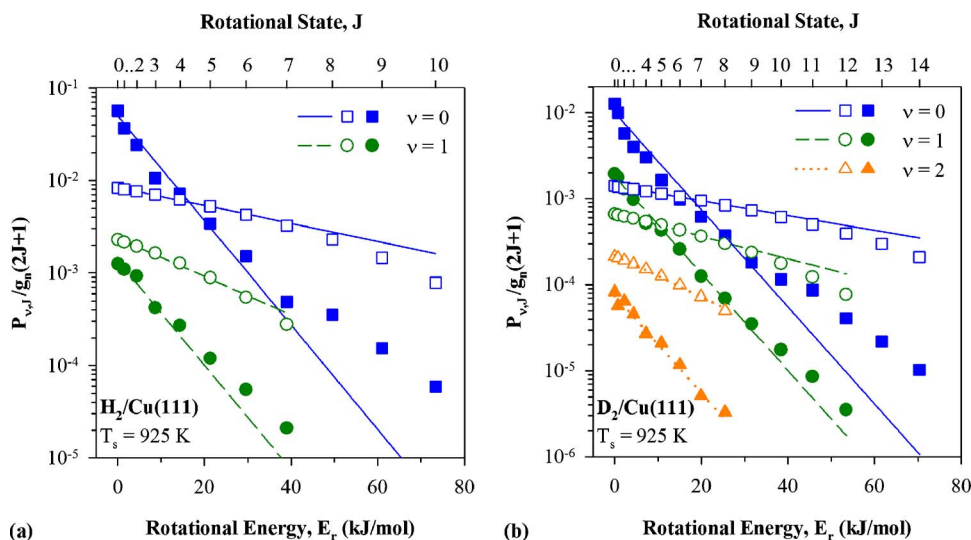 Rotational State, J
0..2 3 4 5 6 7 8 9 10
10^-1
10^-2
10^-3
10^-4
10^-5
P_ν,J/g_n(2J+1)
ν = 0
ν = 1
H_2/Cu(111)
T_s = 925 K
0 20 40 60 80
Rotational Energy, E_r (kJ/mol)
(a)
Rotational State, J
0... 4 5 6 7 8 9 10 11 12 13 14
10^-2
10^-3
10^-4
10^-5
10^-6
P_ν,J/g_n(2J+1)
ν = 0
ν = 1
ν = 2
D_2/Cu(111)
T_s = 925 K
0 20 40 60 80
Rotational Energy, E_r (kJ/mol)
(b)